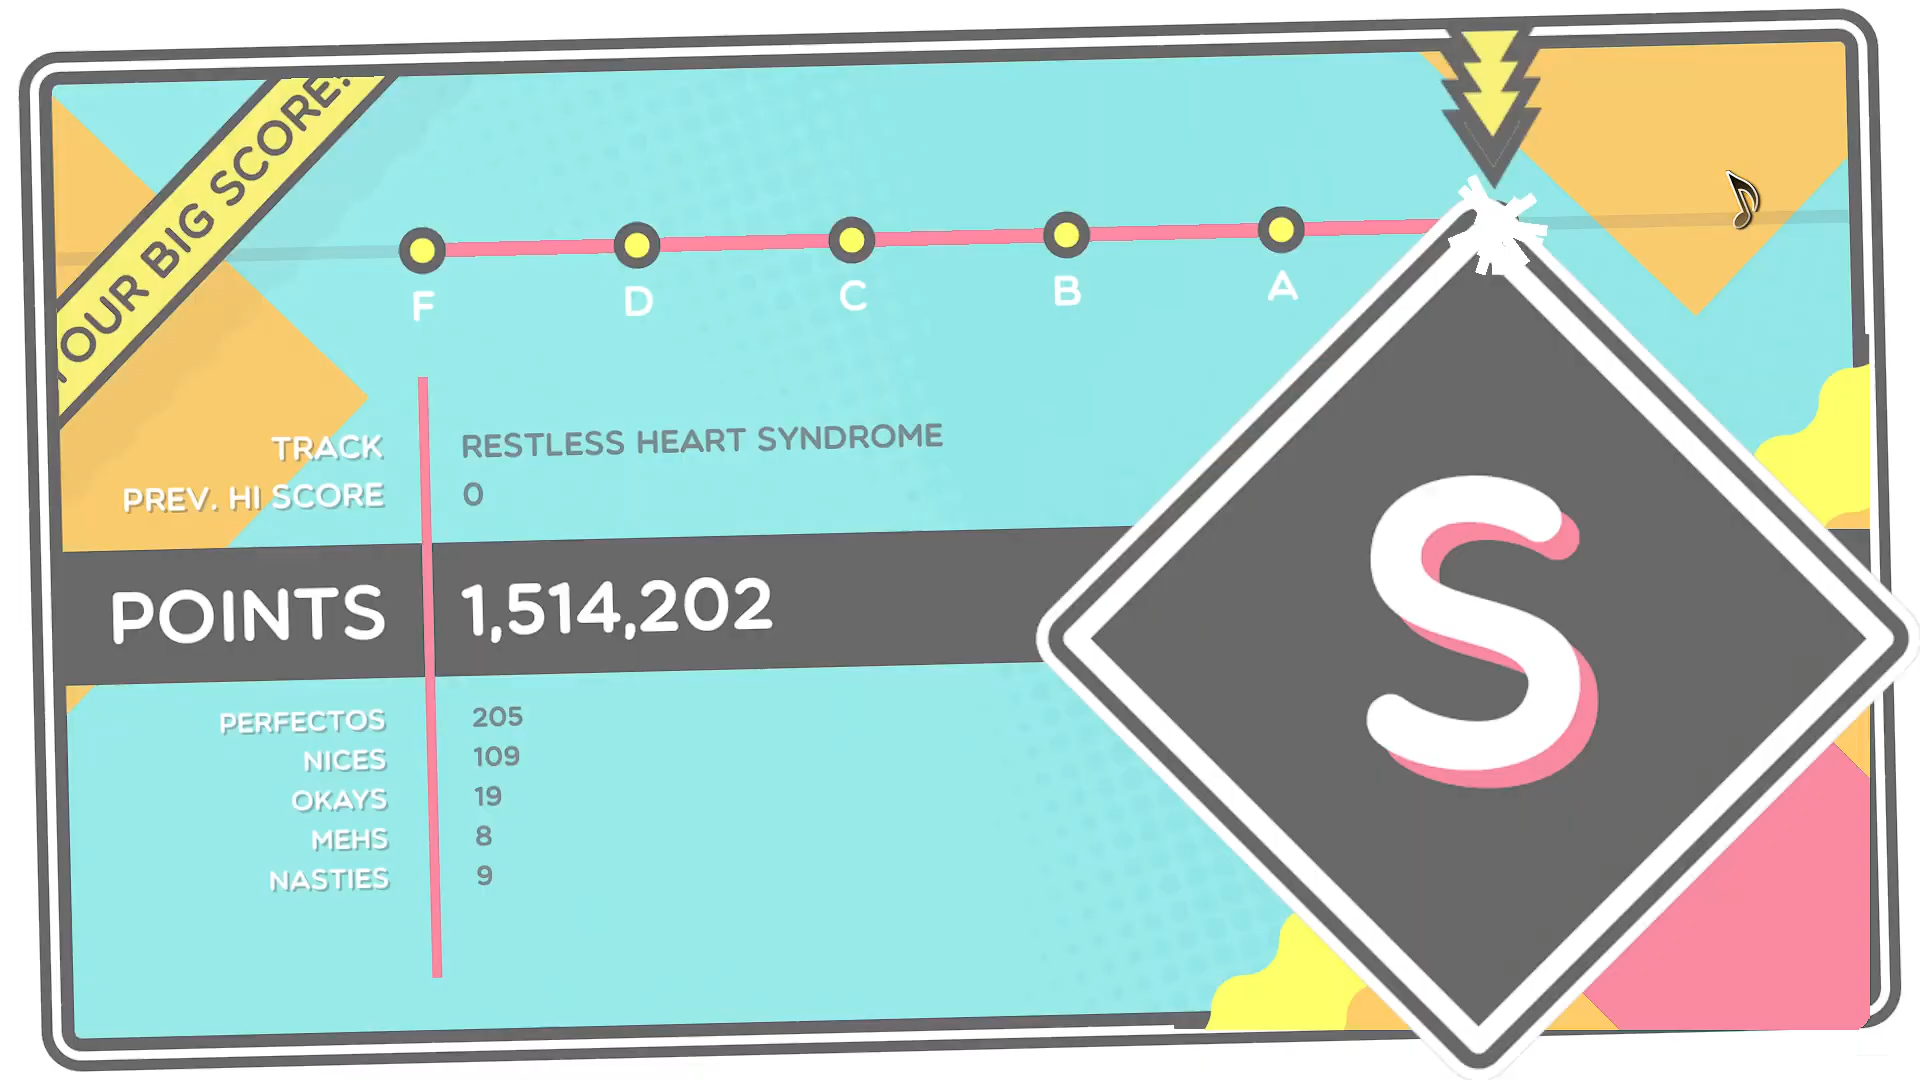 YOUR BIG SCORE!
F D C B A
TRACK RESTLESS HEART SYNDROME
PREV. HI SCORE 0
POINTS 1,514,202
PERFECTOS 205
NICES 109
OKAYS 19
MEHS 8
NASTIES 9
S